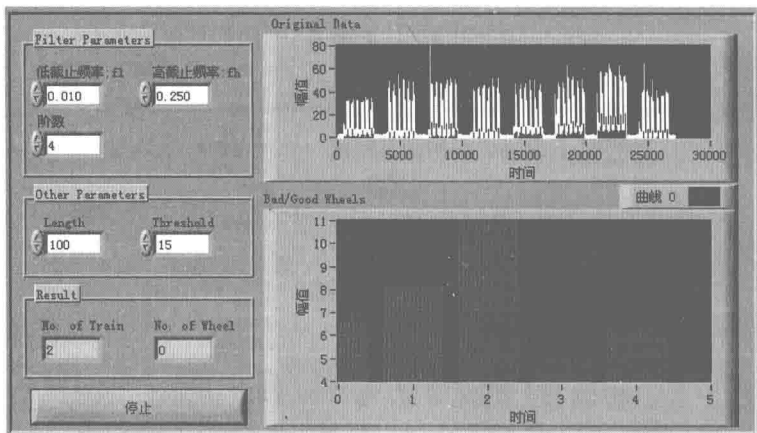 Filter Parameters
低截止频率:fl 高截止频率:fh
0.010 0.250
阶数
4
Other Parameters
Length Threshold
100 15
Result
No. of Train No. of Wheel
2 0
停止
Original Data
幅值
80
60
40
20
0
0 5000 10000 15000 20000 25000 30000
时间
Bad/Good Wheels
曲线 0
幅值
11
10
9
8
7
6
5
4
0 1 2 3 4 5
时间